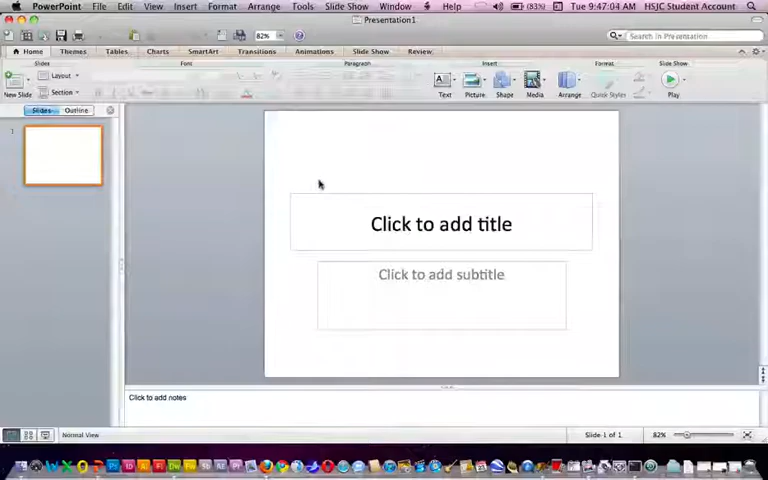 PowerPoint File Edit View Insert Format Arrange Tools Slide Show Window Help (83%) Tue 9:47:04 AM HSJC Student Account
Presentation1
82% Search in Presentation
Home Themes Tables Charts SmartArt Transitions Animations Slide Show Review
Slides Font Paragraph Insert Format Slide Show
New Slide Layout Section Text Picture Shape Media Arrange Quick Styles Play
Slides Outline
1
Click to add title
Click to add subtitle
Click to add notes
Normal View Slide 1 of 1 82%